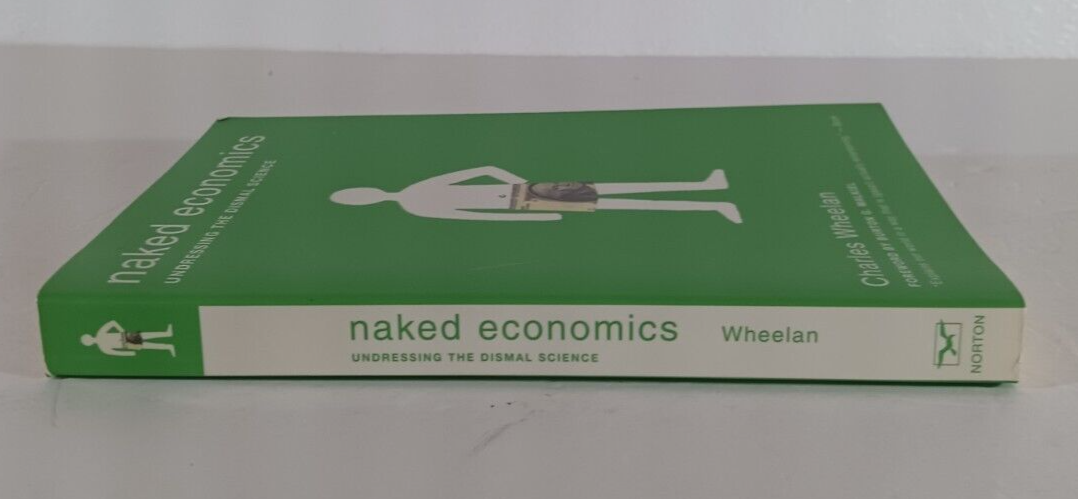 naked economics
UNDRESSING THE DISMAL SCIENCE
Charles Wheelan
FOREWORD BY BURTON G. MALKIEL
naked economics Wheelan
UNDRESSING THE DISMAL SCIENCE
NORTON